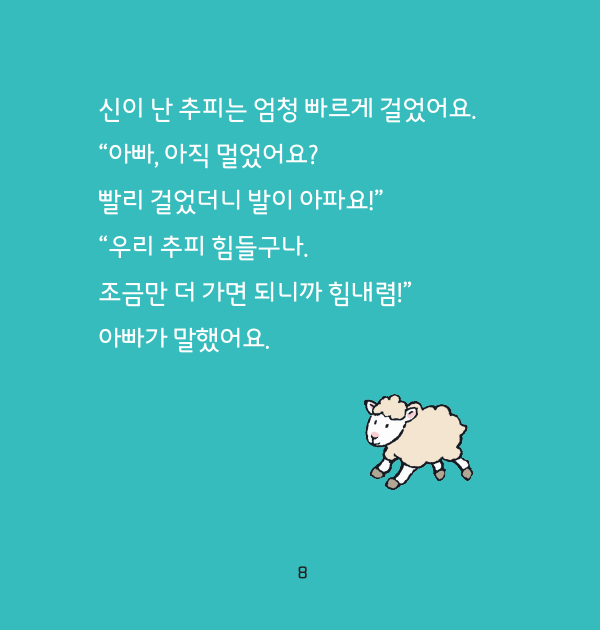 신이 난 추피는 엄청 빠르게 걸었어요.
“아빠, 아직 멀었어요?
빨리 걸었더니 발이 아파요!”
“우리 추피 힘들구나.
조금만 더 가면 되니까 힘내렴!”
아빠가 말했어요.
8